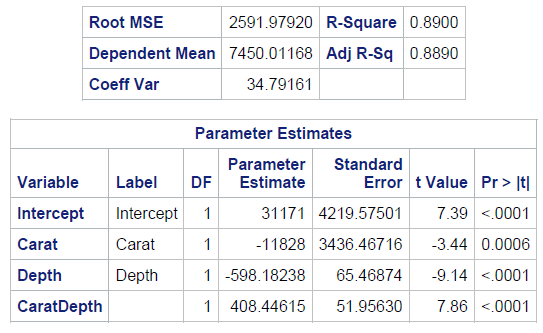 Root MSE 2591.97920 R-Square 0.8900
Dependent Mean 7450.01168 Adj R-Sq 0.8890
Coeff Var 34.79161
Parameter Estimates
Variable Label DF Parameter Estimate Standard Error t Value Pr > |t|
Intercept Intercept 1 31171 4219.57501 7.39 <.0001
Carat Carat 1 -11828 3436.46716 -3.44 0.0006
Depth Depth 1 -598.18238 65.46874 -9.14 <.0001
CaratDepth 1 408.44615 51.95630 7.86 <.0001